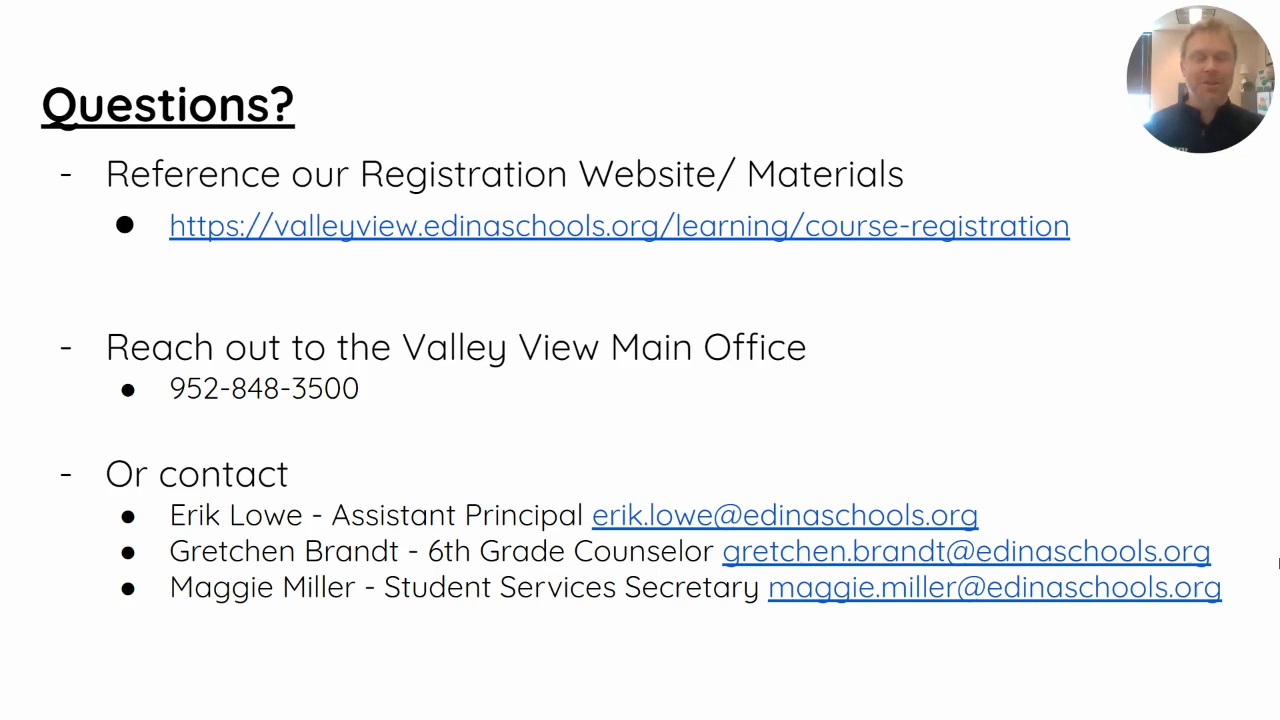 Questions?
- Reference our Registration Website/ Materials
● https://valleyview.edinaschools.org/learning/course-registration
- Reach out to the Valley View Main Office
● 952-848-3500
- Or contact
● Erik Lowe - Assistant Principal erik.lowe@edinaschools.org
● Gretchen Brandt - 6th Grade Counselor gretchen.brandt@edinaschools.org
● Maggie Miller - Student Services Secretary maggie.miller@edinaschools.org